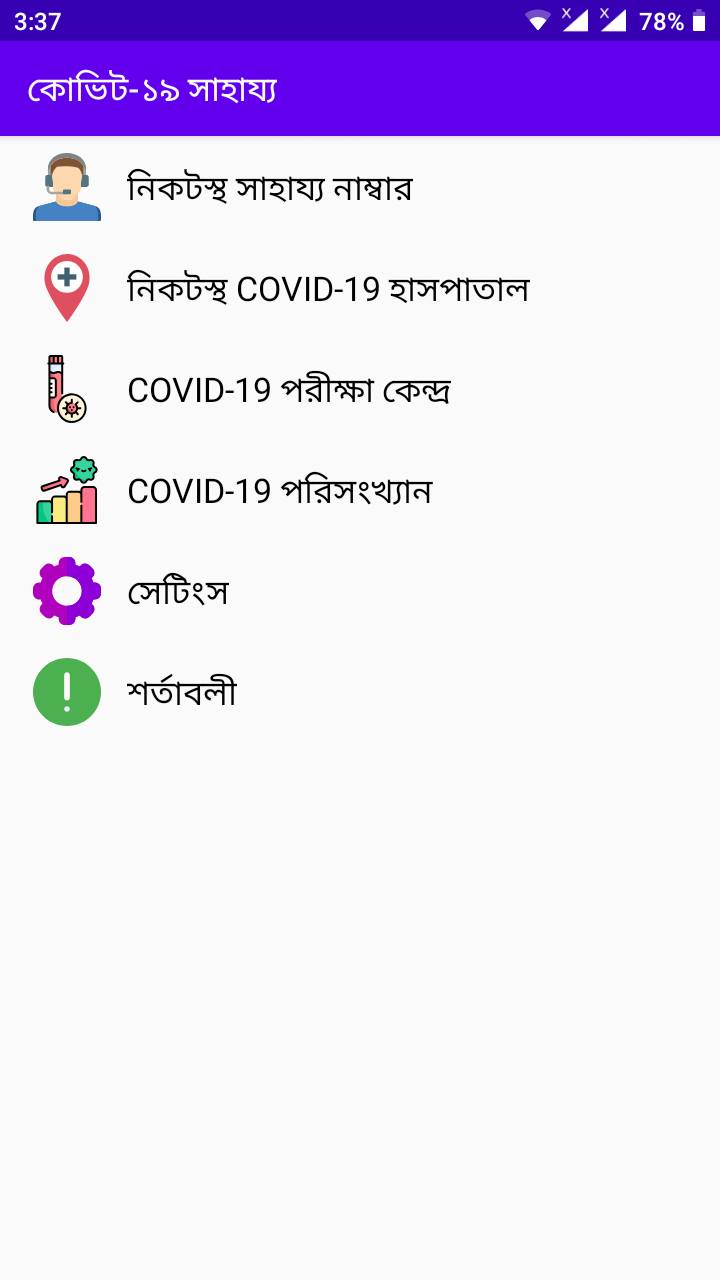 3:37
78%
কোভিট-১৯ সাহায্য
নিকটস্থ সাহায্য নাম্বার
নিকটস্থ COVID-19 হাসপাতাল
COVID-19 পরীক্ষা কেন্দ্র
COVID-19 পরিসংখ্যান
সেটিংস
শর্তাবলী